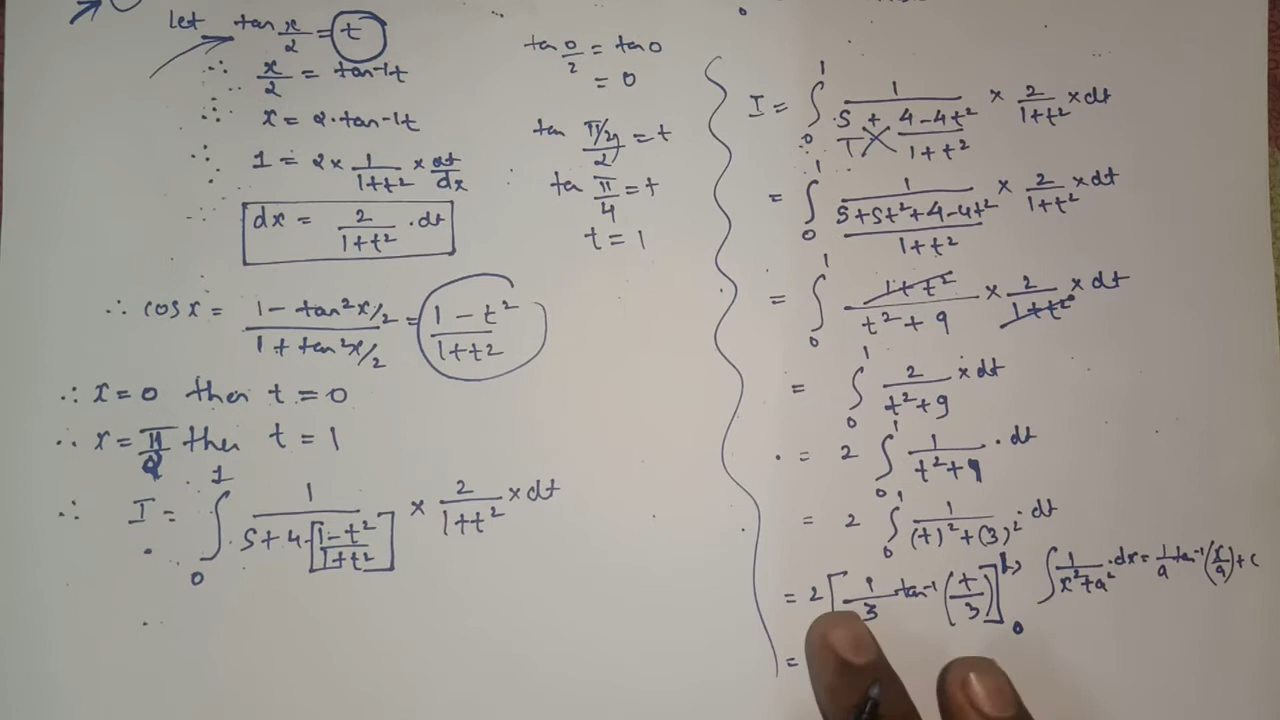 let tan x/2 = t
∴ x/2 = tan-1t
∴ x = 2·tan-1t
∴ 1 = 2 × 1/1+t² × dt/dx
dx = 2/1+t² · dt
∴ cosx = 1 - tan²x/2 / 1 + tan²x/2 = 1 - t²/1+t²
∴ x = 0 then t = 0
∴ x = π/2 then t = 1
∴ I = ∫₀¹ 1/5+4·[1-t²/1+t²] × 2/1+t² × dt
tan 0/2 = tan 0
= 0
tan π/2/2 = t
tan π/4 = t
t = 1
I = ∫₀¹ 1/5/1 + 4-4t²/1+t² × 2/1+t² × dt
= ∫₀¹ 1/5+5t²+4-4t²/1+t² × 2/1+t² × dt
= ∫₀¹ 1+t²/t²+9 × 2/1+t² × dt
= ∫₀¹ 2/t²+9 × dt
= 2 ∫₀¹ 1/t²+9 · dt
= 2 ∫₀¹ 1/(t)²+(3)² · dt
= 2[1/3 tan⁻¹(t/3)]₀ ∫ 1/x²+a² · dx = 1/a tan⁻¹(x/a) + c
=